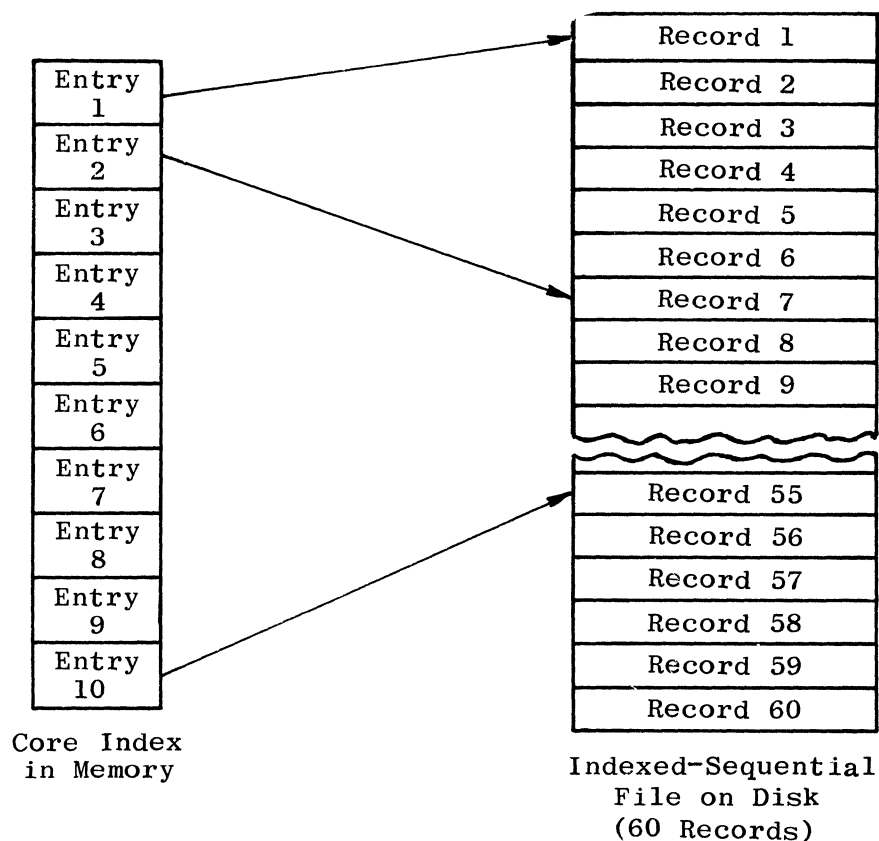 Entry
1
Entry
2
Entry
3
Entry
4
Entry
5
Entry
6
Entry
7
Entry
8
Entry
9
Entry
10
Core Index
in Memory
Record 1
Record 2
Record 3
Record 4
Record 5
Record 6
Record 7
Record 8
Record 9
Record 55
Record 56
Record 57
Record 58
Record 59
Record 60
Indexed-Sequential
File on Disk
(60 Records)